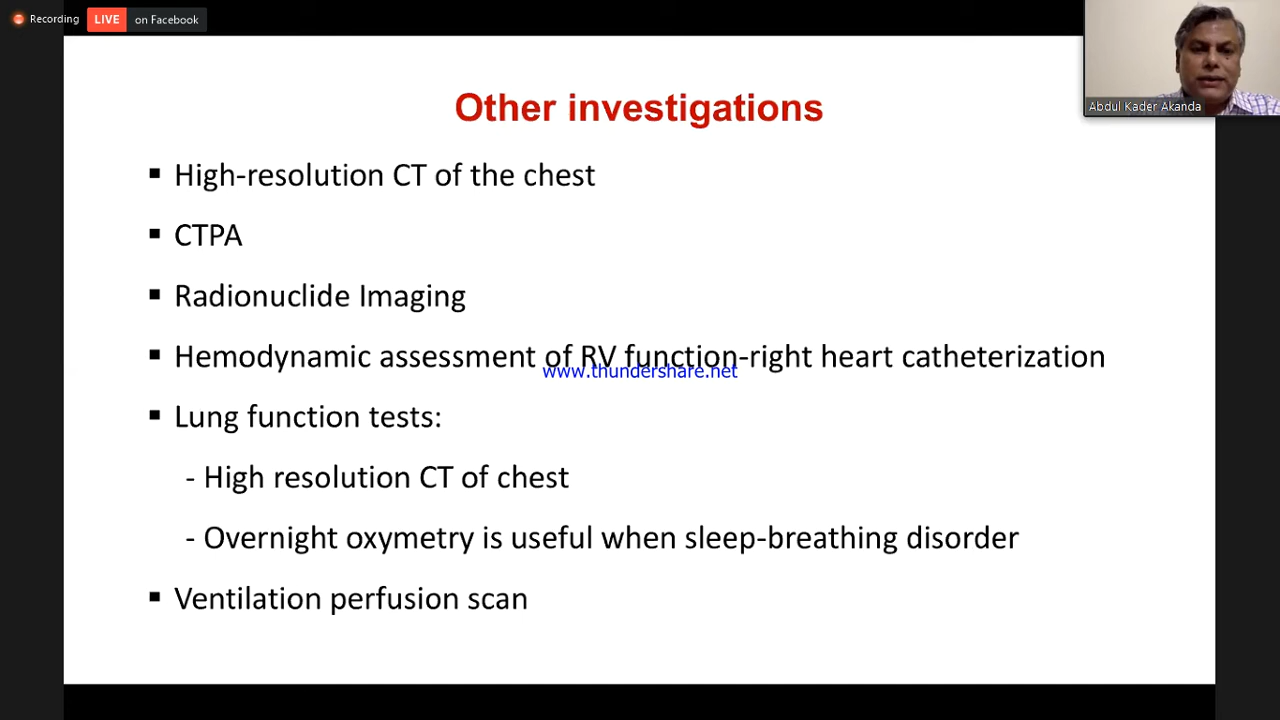 Recording
LIVE on Facebook
Abdul Kader Akanda
Other investigations
▪ High-resolution CT of the chest
▪ CTPA
▪ Radionuclide Imaging
▪ Hemodynamic assessment of RV function-right heart catheterization
www.thundershare.net
▪ Lung function tests:
- High resolution CT of chest
- Overnight oxymetry is useful when sleep-breathing disorder
▪ Ventilation perfusion scan